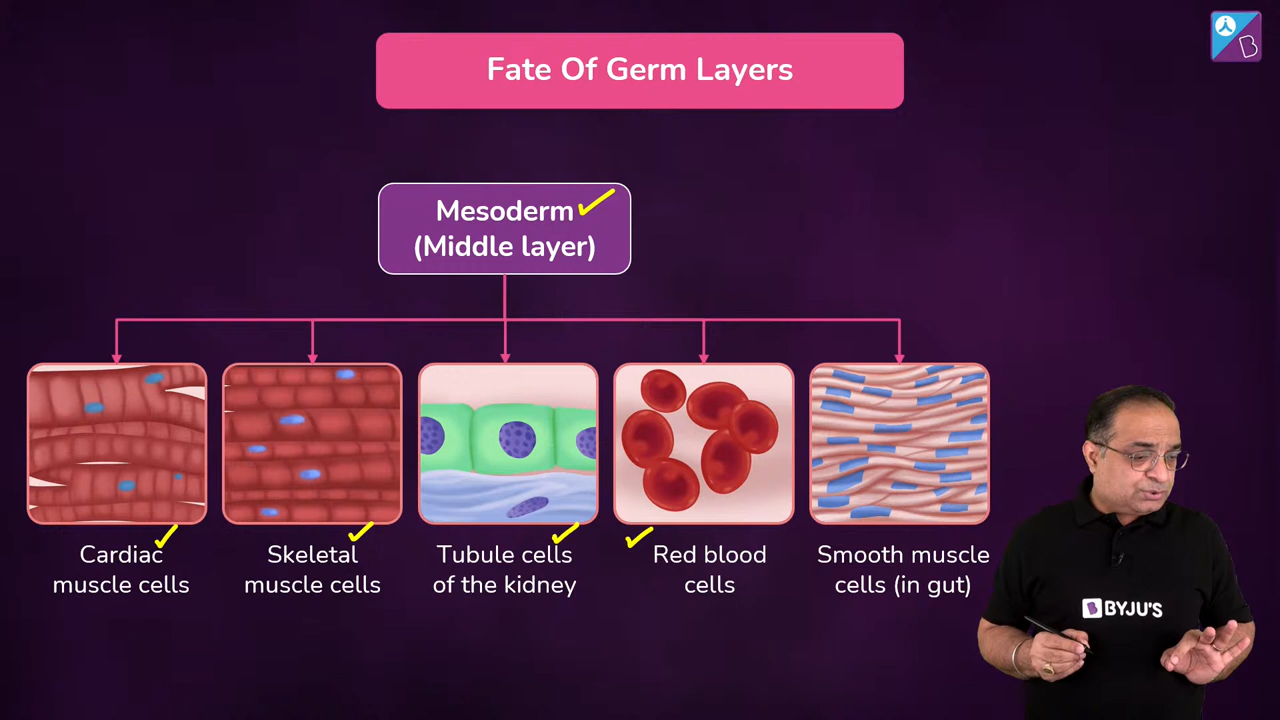 Fate Of Germ Layers
B
Mesoderm
(Middle layer)
Cardiac
muscle cells
Skeletal
muscle cells
Tubule cells
of the kidney
Red blood
cells
Smooth muscle
cells (in gut)
B BYJU'S